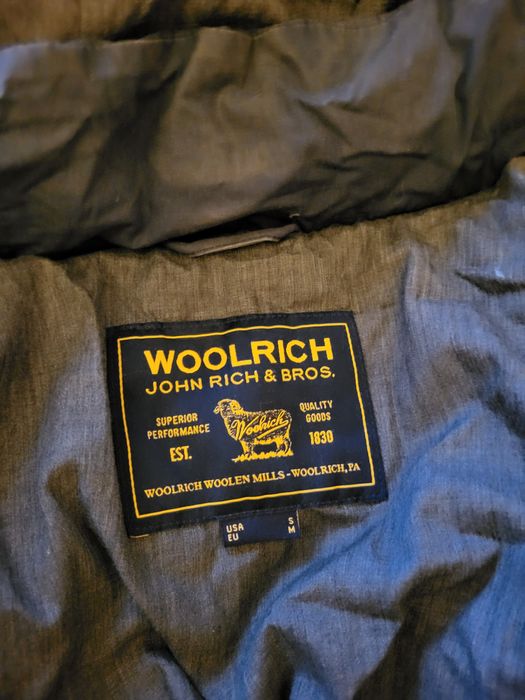 WOOLRICH
JOHN RICH & BROS.
SUPERIOR
PERFORMANCE
EST.
Woolrich
QUALITY
GOODS
1830
WOOLRICH WOOLEN MILLS - WOOLRICH, PA
USA S
EU M